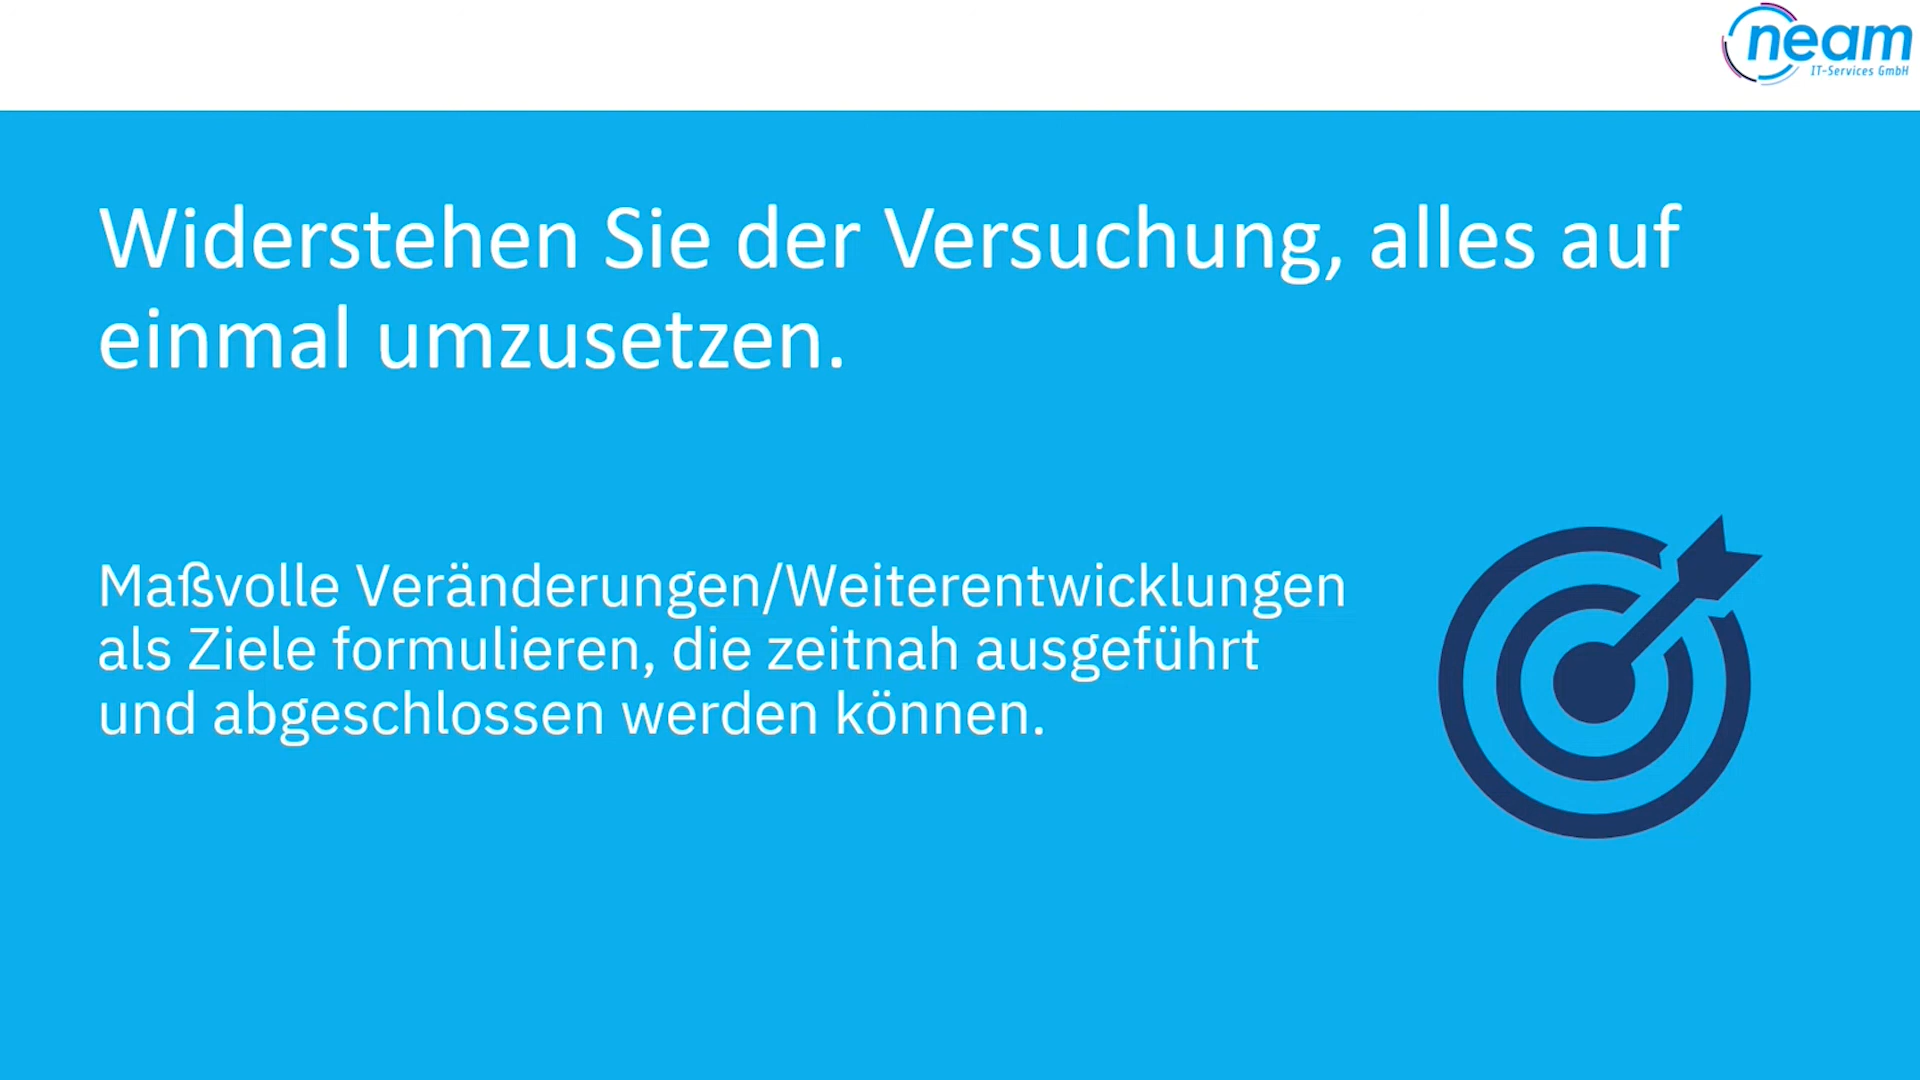 neam
IT-Services GmbH
Widerstehen Sie der Versuchung, alles auf
einmal umzusetzen.
Maßvolle Veränderungen/Weiterentwicklungen
als Ziele formulieren, die zeitnah ausgeführt
und abgeschlossen werden können.